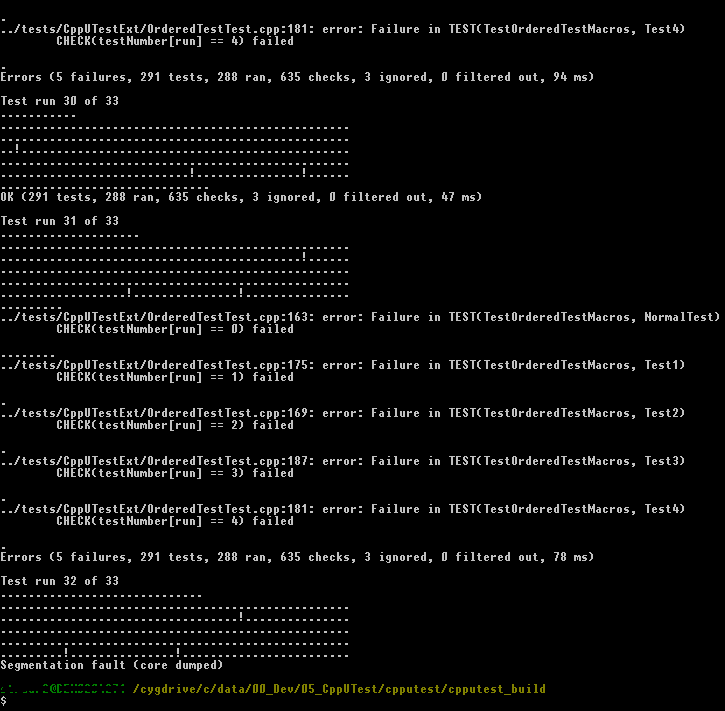 .
../tests/CppUTestExt/OrderedTestTest.cpp:181: error: Failure in TEST(TestOrderedTestMacros, Test4)
CHECK(testNumber[run] == 4) failed
.
Errors (5 failures, 291 tests, 288 ran, 635 checks, 3 ignored, 0 filtered out, 94 ms)
Test run 30 of 33
...........
..................................................
..................................................
..!...............................................
..................................................
...........................!...............!......
..............................
OK (291 tests, 288 ran, 635 checks, 3 ignored, 0 filtered out, 47 ms)
Test run 31 of 33
....................
..................................................
...........................................!......
..................................................
..................................................
..................!...............!...............
.........
../tests/CppUTestExt/OrderedTestTest.cpp:163: error: Failure in TEST(TestOrderedTestMacros, NormalTest)
CHECK(testNumber[run] == 0) failed
........
../tests/CppUTestExt/OrderedTestTest.cpp:175: error: Failure in TEST(TestOrderedTestMacros, Test1)
CHECK(testNumber[run] == 1) failed
.
../tests/CppUTestExt/OrderedTestTest.cpp:169: error: Failure in TEST(TestOrderedTestMacros, Test2)
CHECK(testNumber[run] == 2) failed
.
../tests/CppUTestExt/OrderedTestTest.cpp:187: error: Failure in TEST(TestOrderedTestMacros, Test3)
CHECK(testNumber[run] == 3) failed
.
../tests/CppUTestExt/OrderedTestTest.cpp:181: error: Failure in TEST(TestOrderedTestMacros, Test4)
CHECK(testNumber[run] == 4) failed
.
Errors (5 failures, 291 tests, 288 ran, 635 checks, 3 ignored, 0 filtered out, 78 ms)
Test run 32 of 33
.............................
..................................................
..................................!...............
..................................................
..................................................
.........!...............!........................
Segmentation fault (core dumped)
/cygdrive/c/data/00_Dev/05_CppUTest/cpputest/cpputest_build
$